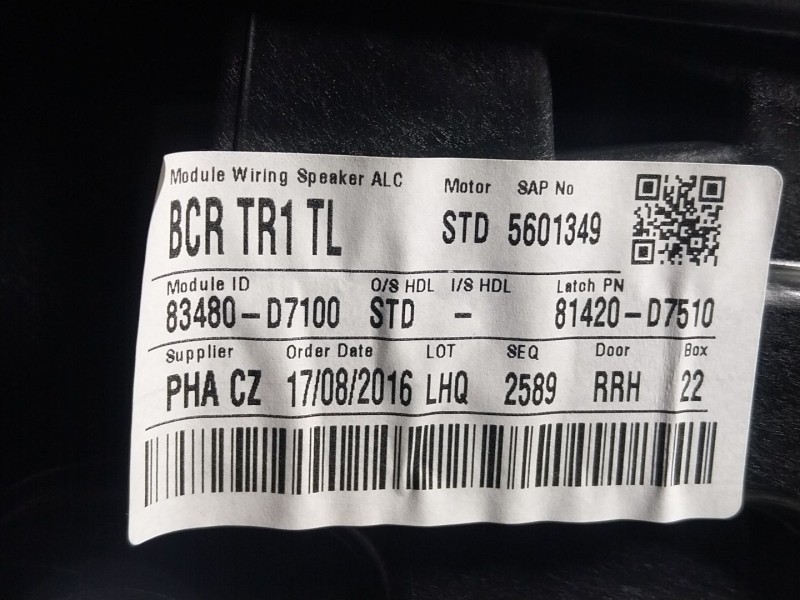 Module Wiring Speaker ALC Motor SAP No
BCR TR1 TL STD 5601349
Module ID O/S HDL I/S HDL Latch PN
83480-D7100 STD - 81420-D7510
Supplier Order Date LOT SEQ Door Box
PHA CZ 17/08/2016 LHQ 2589 RRH 22